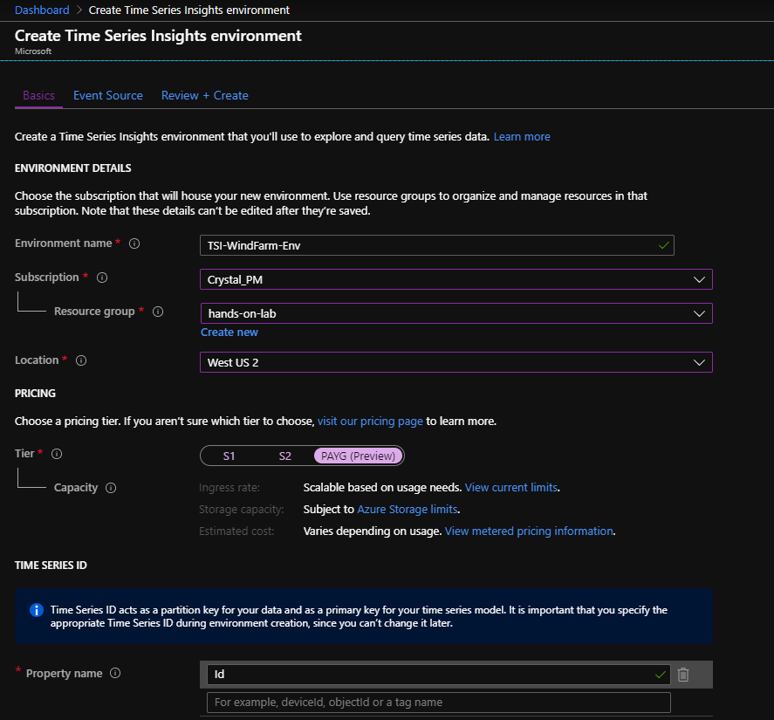 Dashboard > Create Time Series Insights environment
Create Time Series Insights environment
Microsoft
Basics Event Source Review + Create
Create a Time Series Insights environment that you'll use to explore and query time series data. Learn more
ENVIRONMENT DETAILS
Choose the subscription that will house your new environment. Use resource groups to organize and manage resources in that
subscription. Note that these details can't be edited after they're saved.
Environment name * TSI-WindFarm-Env
Subscription * Crystal_PM
Resource group * hands-on-lab
Create new
Location * West US 2
PRICING
Choose a pricing tier. If you aren't sure which tier to choose, visit our pricing page to learn more.
Tier * S1 S2 PAYG (Preview)
Capacity Ingress rate: Scalable based on usage needs. View current limits.
Storage capacity: Subject to Azure Storage limits.
Estimated cost: Varies depending on usage. View metered pricing information.
TIME SERIES ID
Time Series ID acts as a partition key for your data and as a primary key for your time series model. It is important that you specify the
appropriate Time Series ID during environment creation, since you can't change it later.
* Property name Id
For example, deviceId, objectId or a tag name